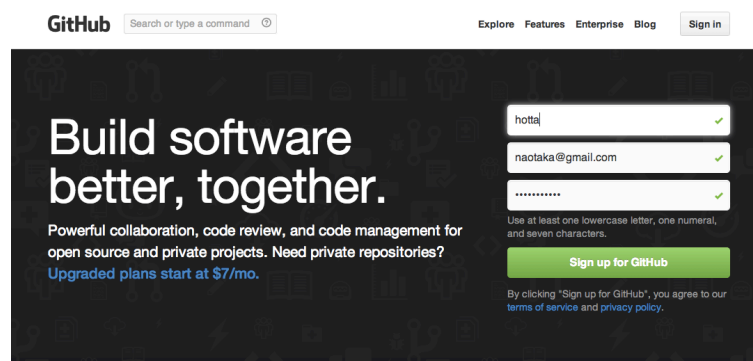 GitHub
Search or type a command
Explore Features Enterprise Blog
Sign in
Build software
better, together.
Powerful collaboration, code review, and code management for
open source and private projects. Need private repositories?
Upgraded plans start at $7/mo.
hotta
naotaka@gmail.com
•••••••••••
Use at least one lowercase letter, one numeral,
and seven characters.
Sign up for GitHub
By clicking "Sign up for GitHub", you agree to our
terms of service and privacy policy.